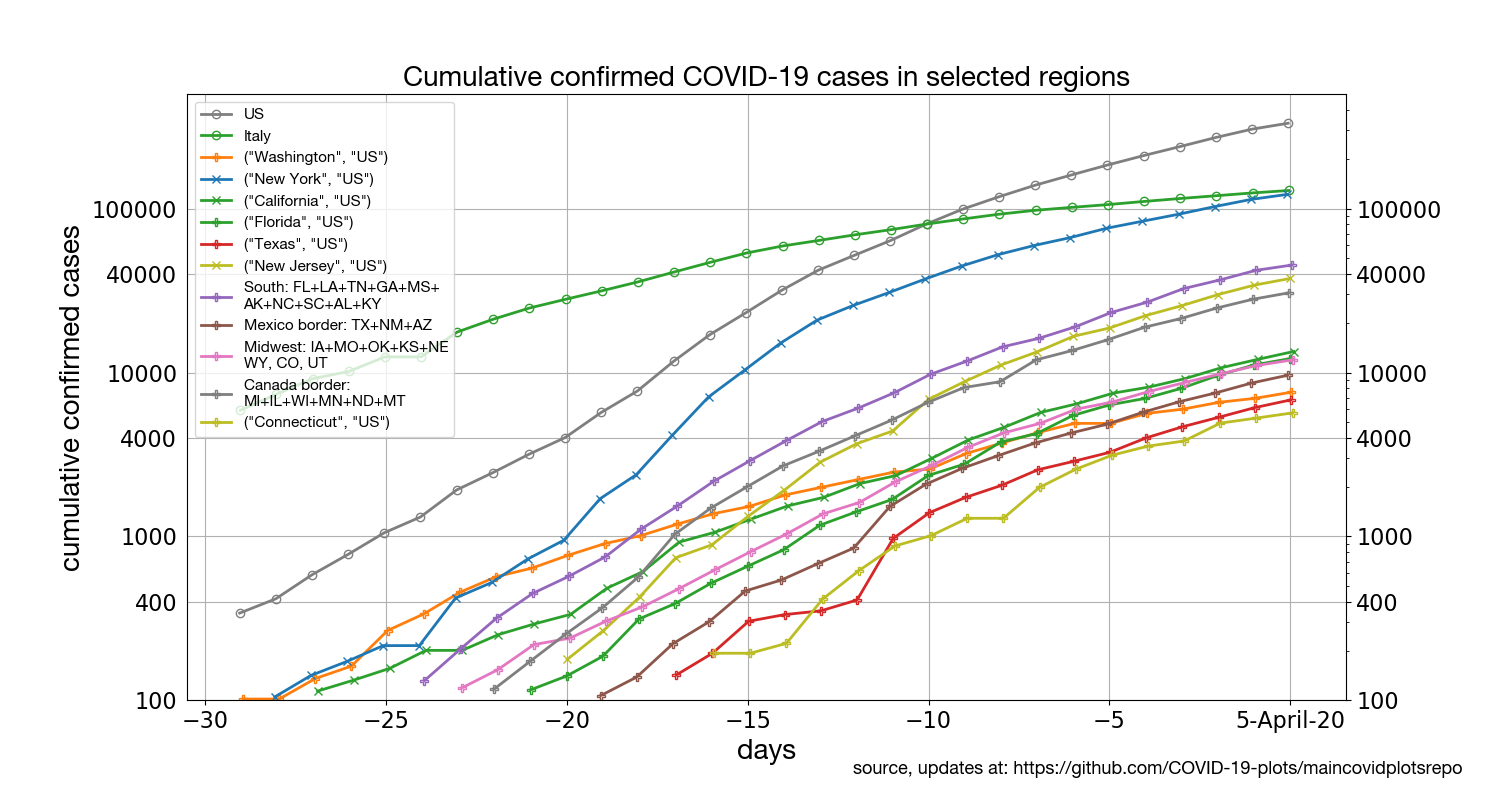 Cumulative confirmed COVID-19 cases in selected regions
US
Italy
("Washington", "US")
("New York", "US")
("California", "US")
("Florida", "US")
("Texas", "US")
("New Jersey", "US")
South: FL+LA+TN+GA+MS+
AK+NC+SC+AL+KY
Mexico border: TX+NM+AZ
Midwest: IA+MO+OK+KS+NE
WY, CO, UT
Canada border:
MI+IL+WI+MN+ND+MT
("Connecticut", "US")
cumulative confirmed cases
100000
40000
10000
4000
1000
400
100
100000
40000
10000
4000
1000
400
100
−30 −25 −20 −15 −10 −5 5-April-20
days
source, updates at: https://github.com/COVID-19-plots/maincovidplotsrepo